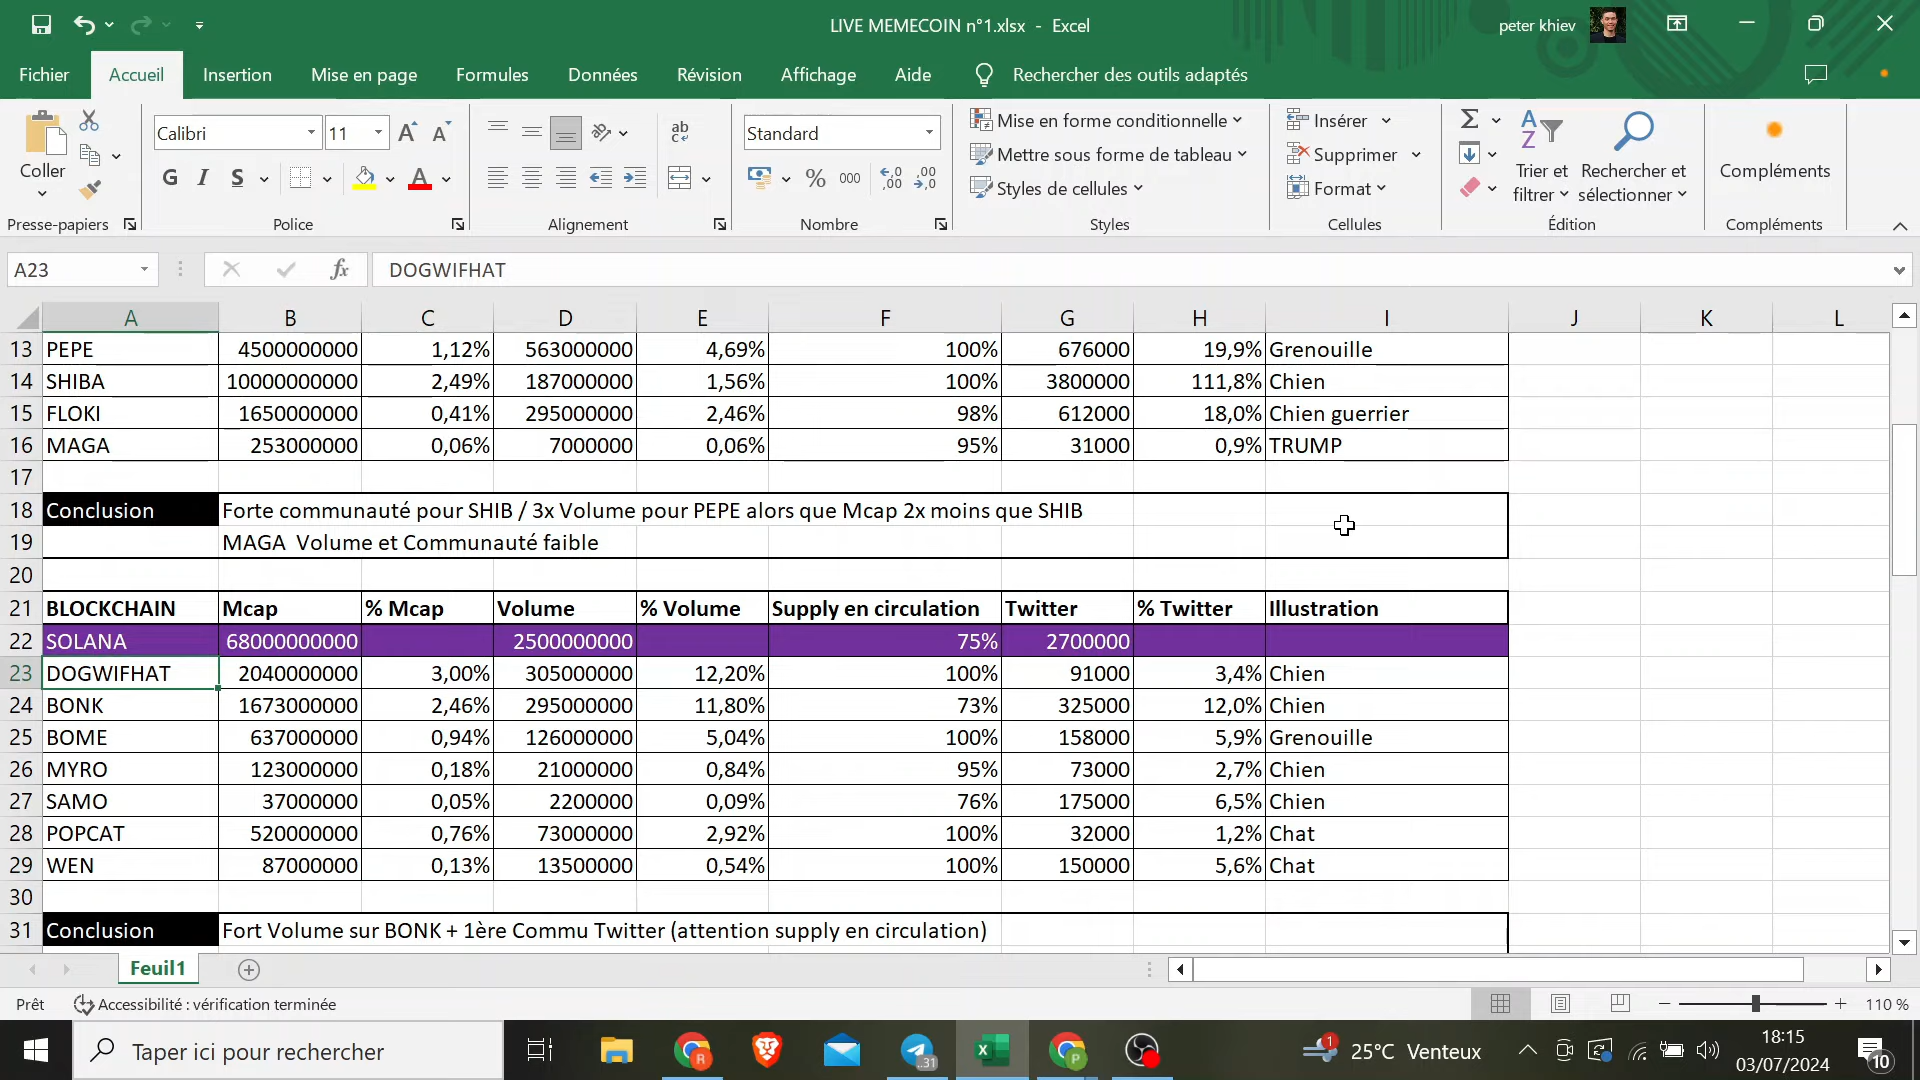 LIVE MEMECOIN n°1.xlsx - Excel
peter khiev
Fichier Accueil Insertion Mise en page Formules Données Révision Affichage Aide Rechercher des outils adaptés
Coller
Presse-papiers
Calibri 11
G I S
Police
ab
Alignement
Standard
% 000
Nombre
Mise en forme conditionnelle
Mettre sous forme de tableau
Styles de cellules
Styles
Insérer
Supprimer
Format
Cellules
Trier et filtrer
Rechercher et sélectionner
Édition
Compléments
Compléments
A23 fx DOGWIFHAT
A B C D E F G H I J K L
13 PEPE 4500000000 1,12% 563000000 4,69% 100% 676000 19,9% Grenouille
14 SHIBA 10000000000 2,49% 187000000 1,56% 100% 3800000 111,8% Chien
15 FLOKI 1650000000 0,41% 295000000 2,46% 98% 612000 18,0% Chien guerrier
16 MAGA 253000000 0,06% 7000000 0,06% 95% 31000 0,9% TRUMP
17
18 Conclusion Forte communauté pour SHIB / 3x Volume pour PEPE alors que Mcap 2x moins que SHIB
19 MAGA Volume et Communauté faible
20
21 BLOCKCHAIN Mcap % Mcap Volume % Volume Supply en circulation Twitter % Twitter Illustration
22 SOLANA 68000000000 2500000000 75% 2700000
23 DOGWIFHAT 2040000000 3,00% 305000000 12,20% 100% 91000 3,4% Chien
24 BONK 1673000000 2,46% 295000000 11,80% 73% 325000 12,0% Chien
25 BOME 637000000 0,94% 126000000 5,04% 100% 158000 5,9% Grenouille
26 MYRO 123000000 0,18% 21000000 0,84% 95% 73000 2,7% Chien
27 SAMO 37000000 0,05% 2200000 0,09% 76% 175000 6,5% Chien
28 POPCAT 520000000 0,76% 73000000 2,92% 100% 32000 1,2% Chat
29 WEN 87000000 0,13% 13500000 0,54% 100% 150000 5,6% Chat
30
31 Conclusion Fort Volume sur BONK + 1ère Commu Twitter (attention supply en circulation)
Feuil1
Prêt Accessibilité : vérification terminée 110 %
Taper ici pour rechercher
..31
1
25°C Venteux
18:15
03/07/2024
10